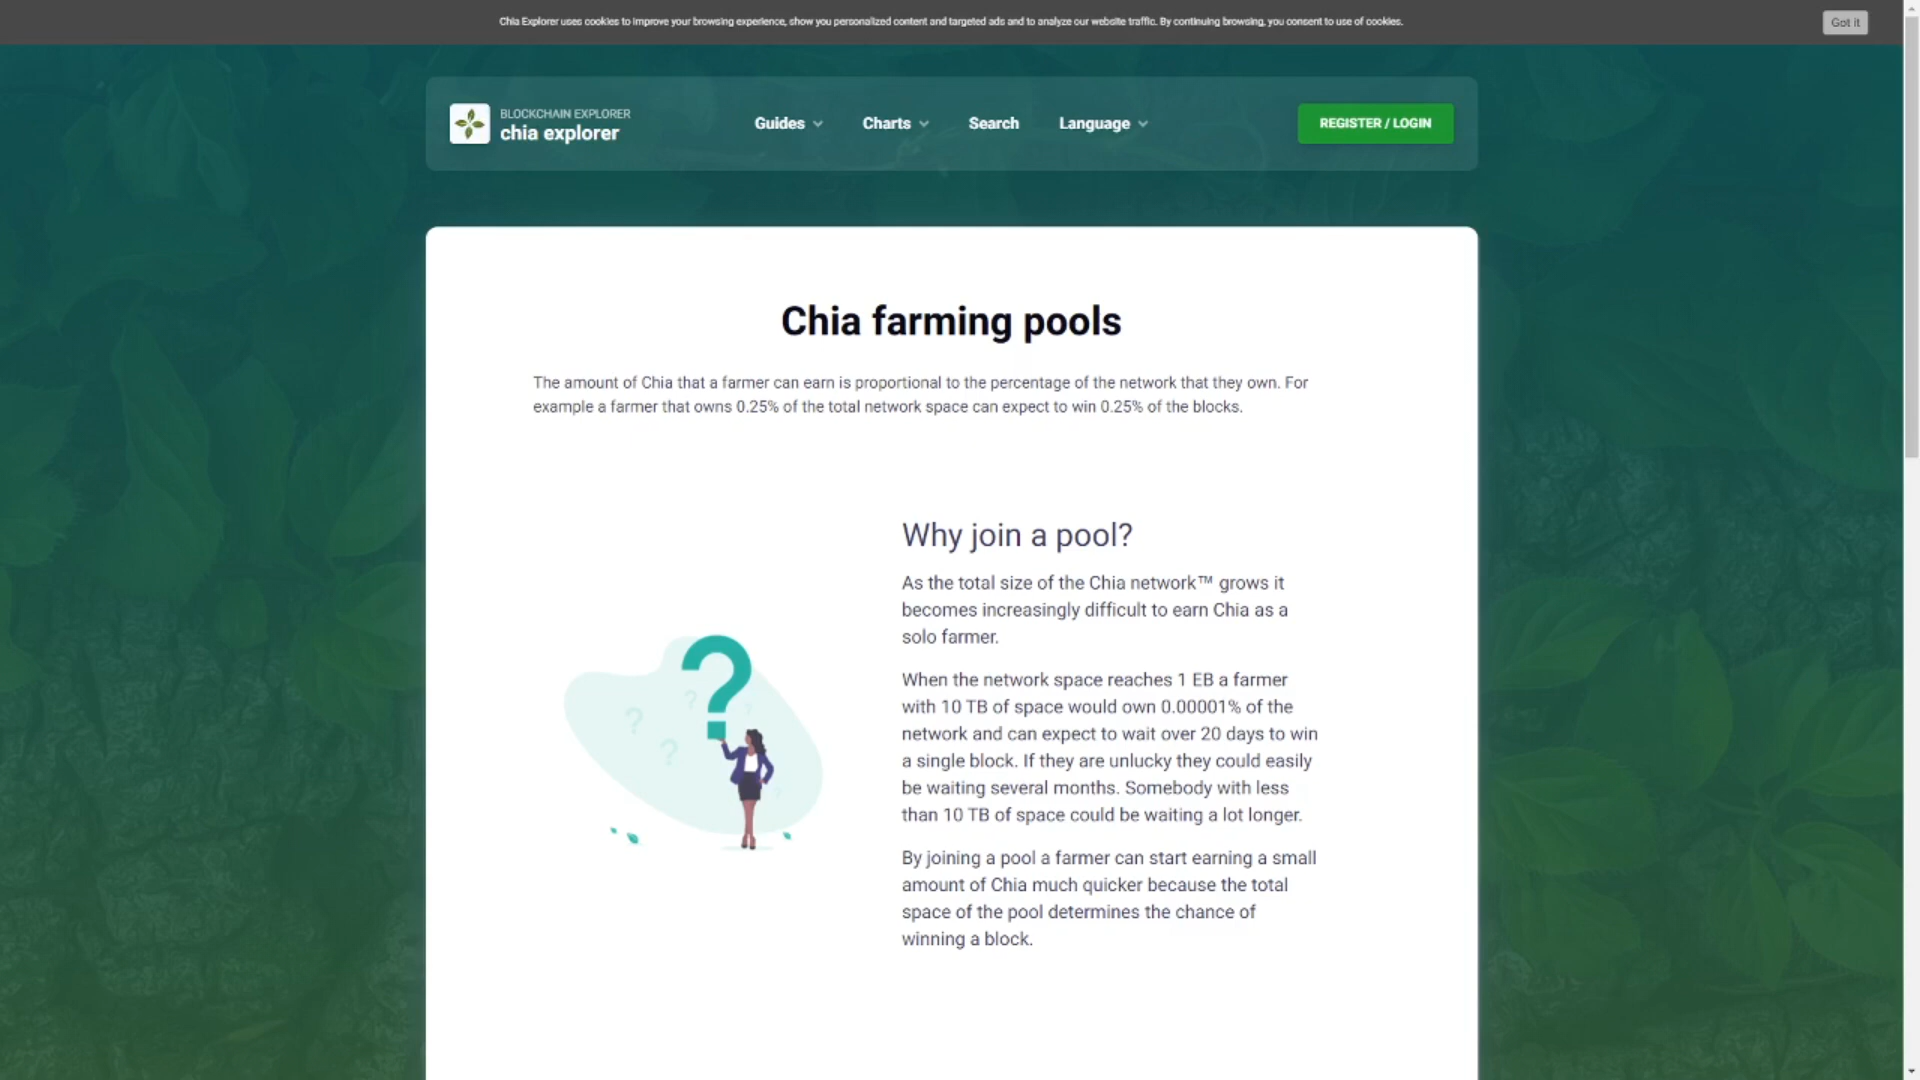 Chia Explorer uses cookies to improve your browsing experience, show you personalized content and targeted ads and to analyze our website traffic. By continuing browsing, you consent to use of cookies.
Got it
BLOCKCHAIN EXPLORER
chia explorer
Guides
Charts
Search
Language
REGISTER / LOGIN
Chia farming pools
The amount of Chia that a farmer can earn is proportional to the percentage of the network that they own. For
example a farmer that owns 0.25% of the total network space can expect to win 0.25% of the blocks.
Why join a pool?
As the total size of the Chia network™ grows it
becomes increasingly difficult to earn Chia as a
solo farmer.
When the network space reaches 1 EB a farmer
with 10 TB of space would own 0.00001% of the
network and can expect to wait over 20 days to win
a single block. If they are unlucky they could easily
be waiting several months. Somebody with less
than 10 TB of space could be waiting a lot longer.
By joining a pool a farmer can start earning a small
amount of Chia much quicker because the total
space of the pool determines the chance of
winning a block.